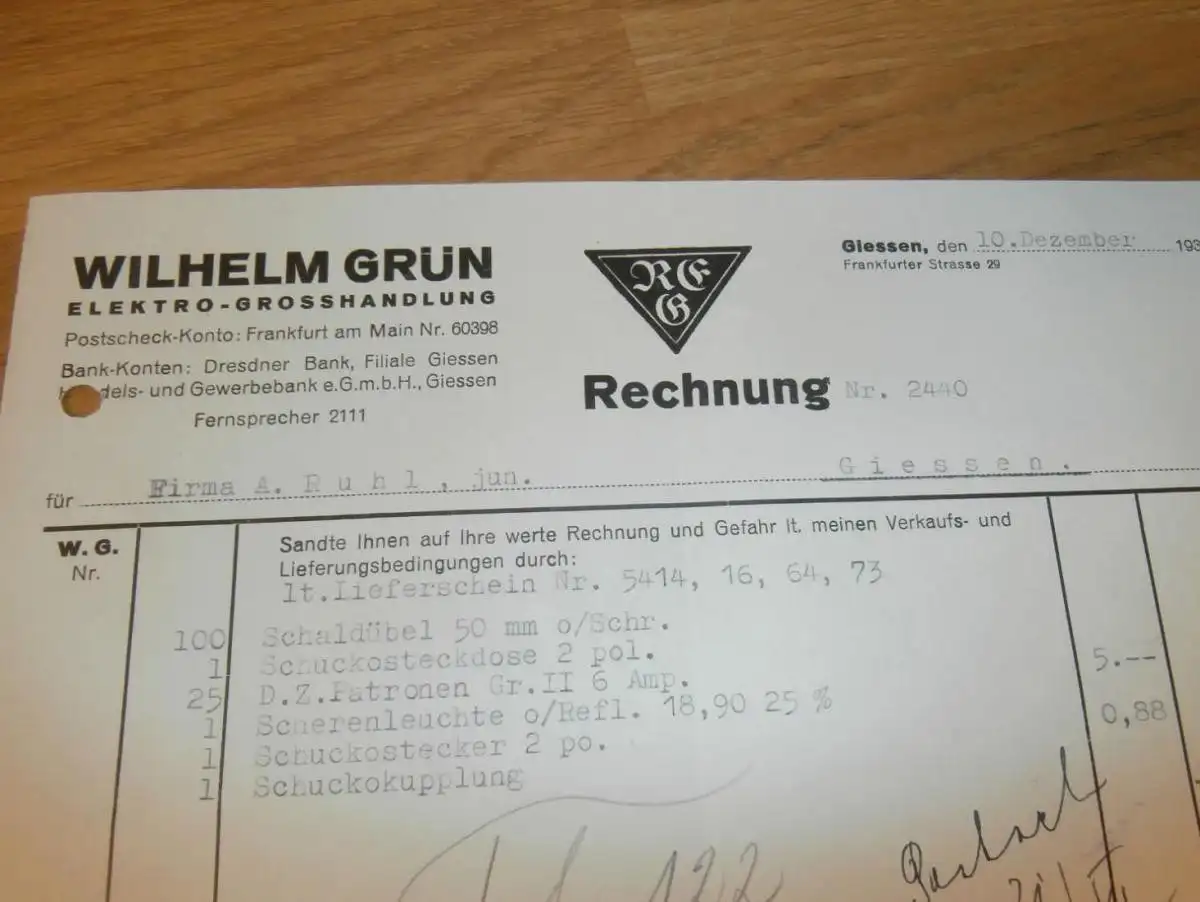 WILHELM GRÜN
ELEKTRO-GROSSHANDLUNG
Postscheck-Konto: Frankfurt am Main Nr. 60398
Bank-Konten: Dresdner Bank, Filiale Giessen
dels- und Gewerbebank e.G.m.b.H., Giessen
Fernsprecher 2111
REG
Giessen, den 10.Dezember 193
Frankfurter Strasse 29
Rechnung Nr. 2440
für Firma A. Ruhl, jun. Giessen.
W. G.
Nr.
Sandte Ihnen auf Ihre werte Rechnung und Gefahr lt. meinen Verkaufs- und
Lieferungsbedingungen durch:
lt.Lieferschein Nr. 5414, 16, 64, 73
100 Schaldübel 50 mm o/Schr.
1 Schuckosteckdose 2 pol.
25 D.Z.Patronen Gr.II 6 Amp. 5.--
1 Scherenleuchte o/Refl. 18,90 25 %
1 Schuckostecker 2 po. 0,88
1 Schuckokupplung
122